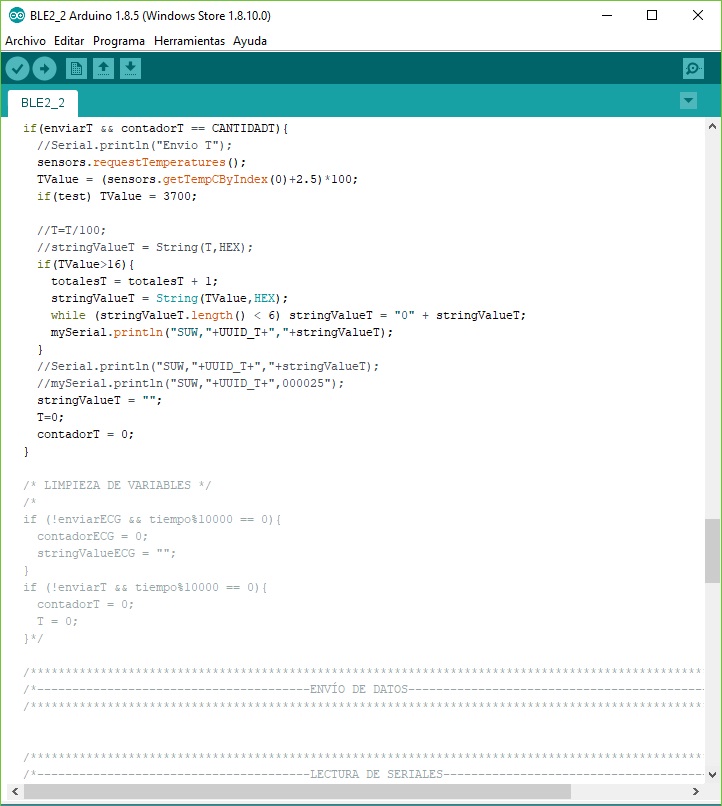 BLE2_2 Arduino 1.8.5 (Windows Store 1.8.10.0)
Archivo Editar Programa Herramientas Ayuda
BLE2_2
if(enviarT && contadorT == CANTIDADT){
//Serial.println("Envio T");
sensors.requestTemperatures();
TValue = (sensors.getTempCByIndex(0)+2.5)*100;
if(test) TValue = 3700;
//T=T/100;
//stringValueT = String(T,HEX);
if(TValue>16){
totalesT = totalesT + 1;
stringValueT = String(TValue,HEX);
while (stringValueT.length() < 6) stringValueT = "0" + stringValueT;
mySerial.println("SUW,"+UUID_T+","+stringValueT);
}
//Serial.println("SUW,"+UUID_T+","+stringValueT);
//mySerial.println("SUW,"+UUID_T+",000025");
stringValueT = "";
T=0;
contadorT = 0;
}
/* LIMPIEZA DE VARIABLES */
/*
if (!enviarECG && tiempo%10000 == 0){
contadorECG = 0;
stringValueECG = "";
}
if (!enviarT && tiempo%10000 == 0){
contadorT = 0;
T = 0;
}*/
/*************************************************************************************************
/*---------------------------------------ENVÍO DE DATOS------------------------------------------
/*************************************************************************************************
/*************************************************************************************************
/*---------------------------------------LECTURA DE SERIALES-------------------------------------